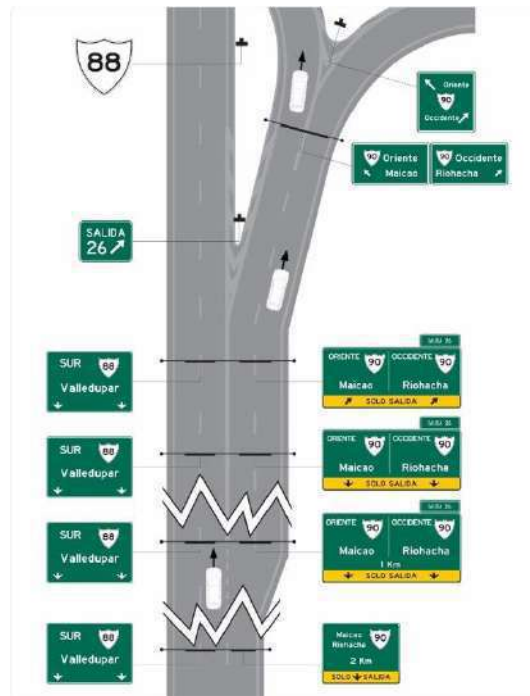 88
Oriente
90
Occidente
90 Oriente
Maicao
90 Occidente
Riohacha
SALIDA
26
SUR 88
Valledupar
ORIENTE 90
Maicao
OCCIDENTE 90
Riohacha
SOLO SALIDA
SUR 88
Valledupar
ORIENTE 90
Maicao
OCCIDENTE 90
Riohacha
SOLO SALIDA
SUR 88
Valledupar
ORIENTE 90
Maicao
OCCIDENTE 90
Riohacha
1 Km
SOLO SALIDA
SUR 88
Valledupar
Maicao
Riohacha 90
2 Km
SOLO SALIDA